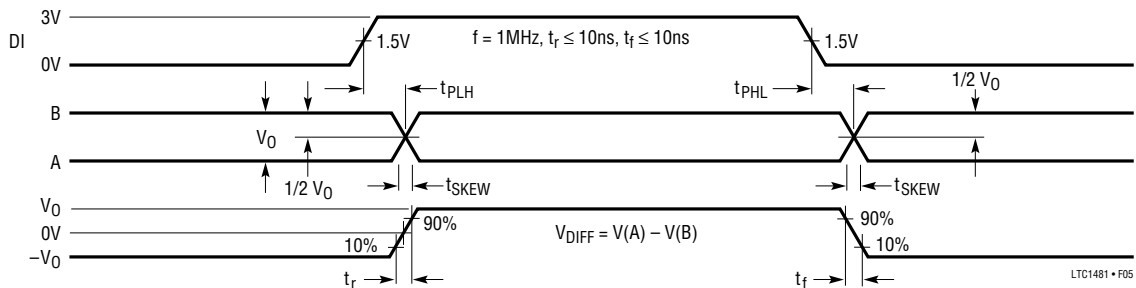 3V
DI
1.5V
f = 1MHz, tr ≤ 10ns, tf ≤ 10ns
1.5V
0V
tPLH
tPHL
1/2 VO
B
VO
A
1/2 VO
tSKEW
tSKEW
VO
90%
90%
0V
VDIFF = V(A) – V(B)
10%
10%
–VO
tr
tf
LTC1481 • F05